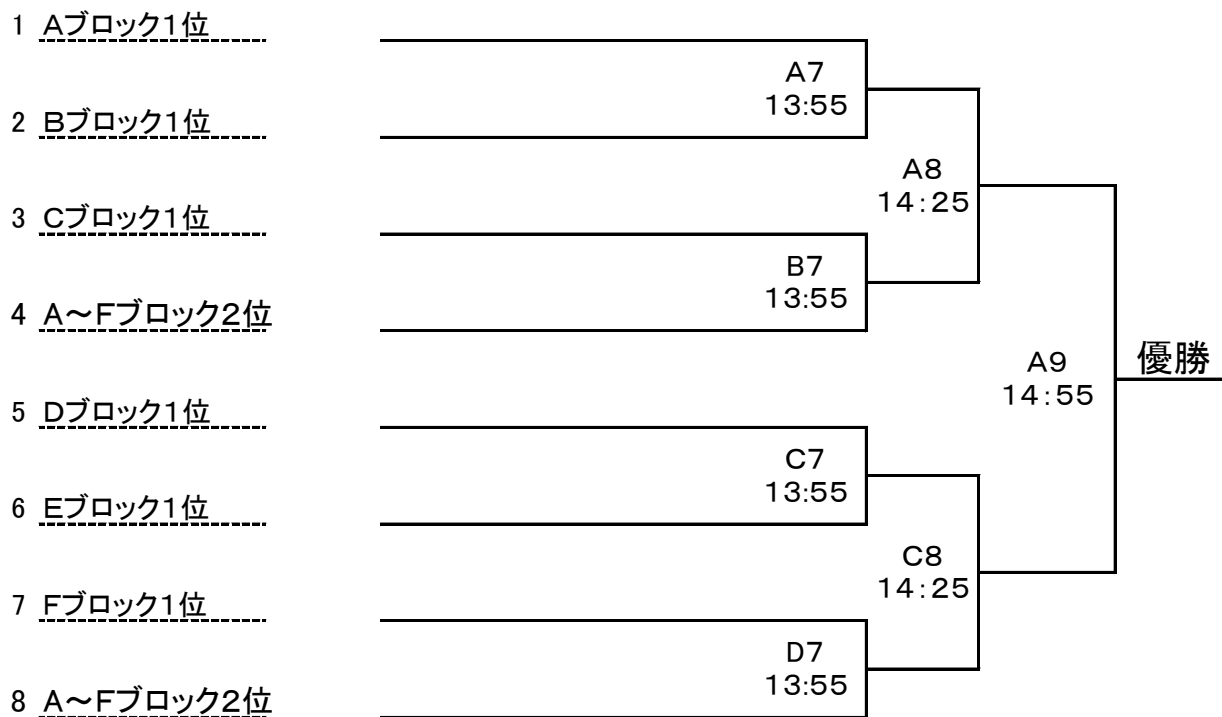 1 Aブロック1位
A7
13:55
2 Bブロック1位
A8
14:25
3 Cブロック1位
B7
13:55
4 A～Fブロック2位
A9
14:55
優勝
5 Dブロック1位
C7
13:55
6 Eブロック1位
C8
14:25
7 Fブロック1位
D7
13:55
8 A～Fブロック2位